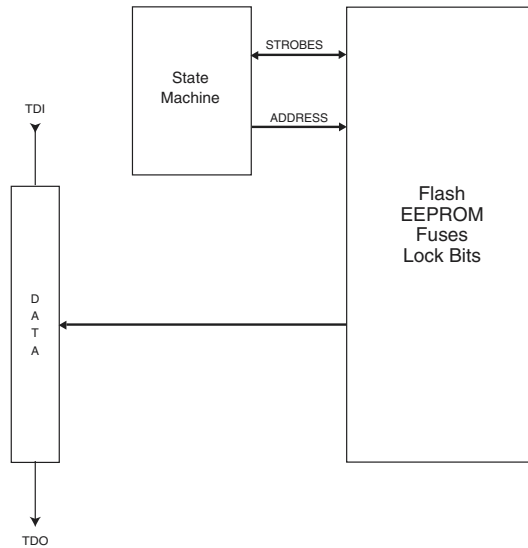 STROBES
State
Machine
TDI
ADDRESS
Flash
EEPROM
Fuses
Lock Bits
D
A
T
A
TDO